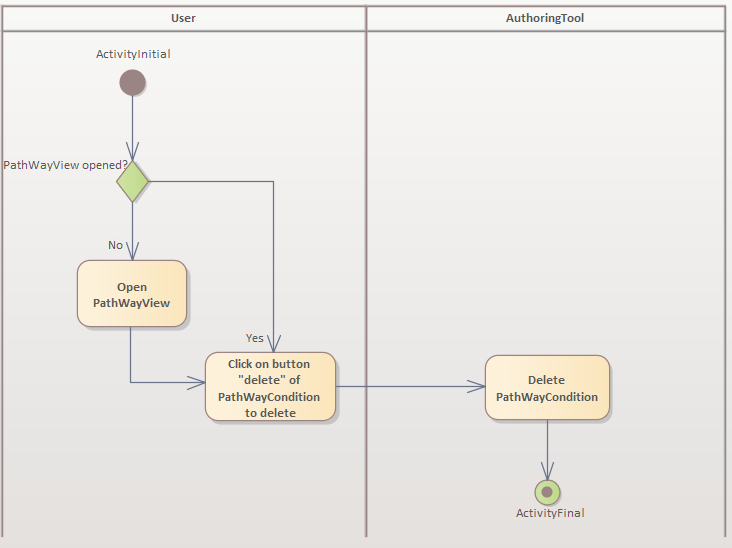 User
AuthoringTool
ActivityInitial
PathWayView opened?
No
Open
PathWayView
Yes
Click on button
"delete" of
PathWayCondition
to delete
Delete
PathWayCondition
ActivityFinal